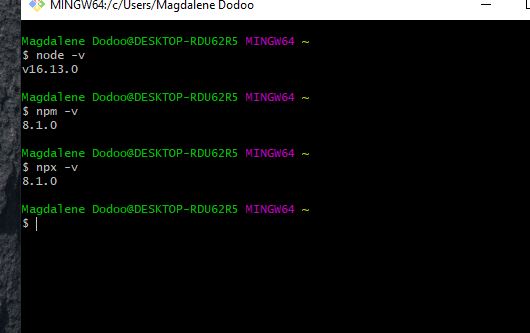 MINGW64:/c/Users/Magdalene Dodoo
Magdalene Dodoo@DESKTOP-RDU62R5 MINGW64 ~
$ node -v
v16.13.0
Magdalene Dodoo@DESKTOP-RDU62R5 MINGW64 ~
$ npm -v
8.1.0
Magdalene Dodoo@DESKTOP-RDU62R5 MINGW64 ~
$ npx -v
8.1.0
Magdalene Dodoo@DESKTOP-RDU62R5 MINGW64 ~
$